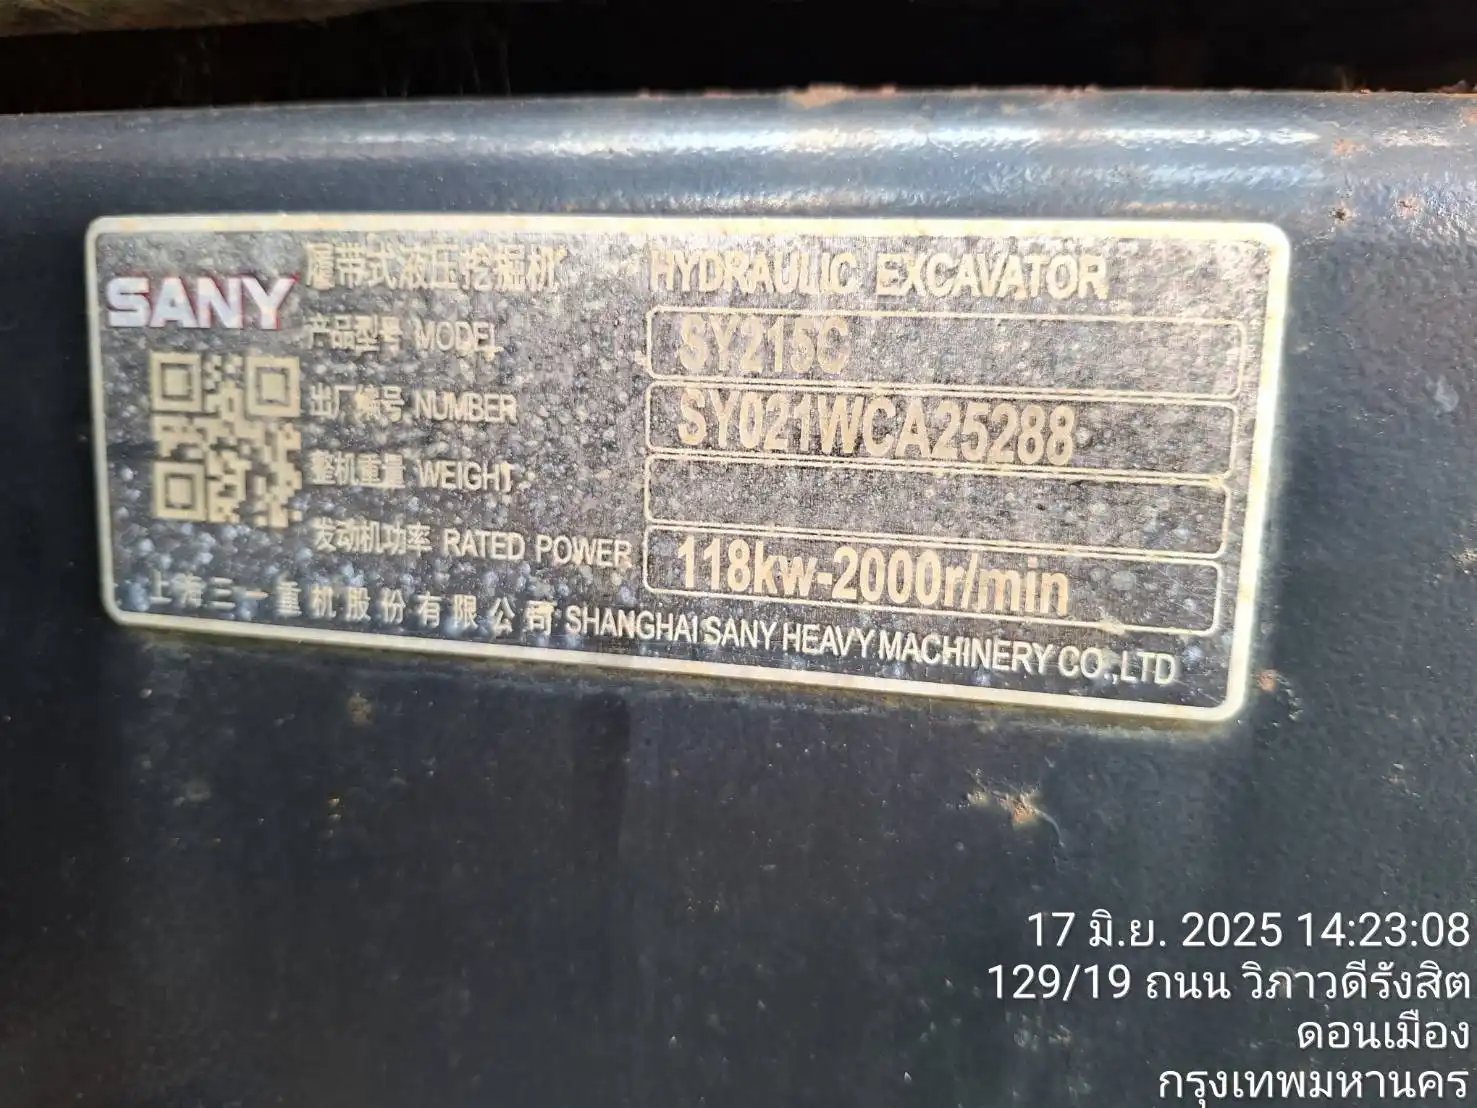 SANY
履带式液压挖掘机 HYDRAULIC EXCAVATOR
产品型号 MODEL SY215C
出厂编号 NUMBER SY021WCA25288
整机重量 WEIGHT
发动机功率 RATED POWER 118kw-2000r/min
上海三一重机股份有限公司 SHANGHAI SANY HEAVY MACHINERY CO.,LTD
17 มิ.ย. 2025 14:23:08
129/19 ถนน วิภาวดีรังสิต
ดอนเมือง
กรุงเทพมหานคร